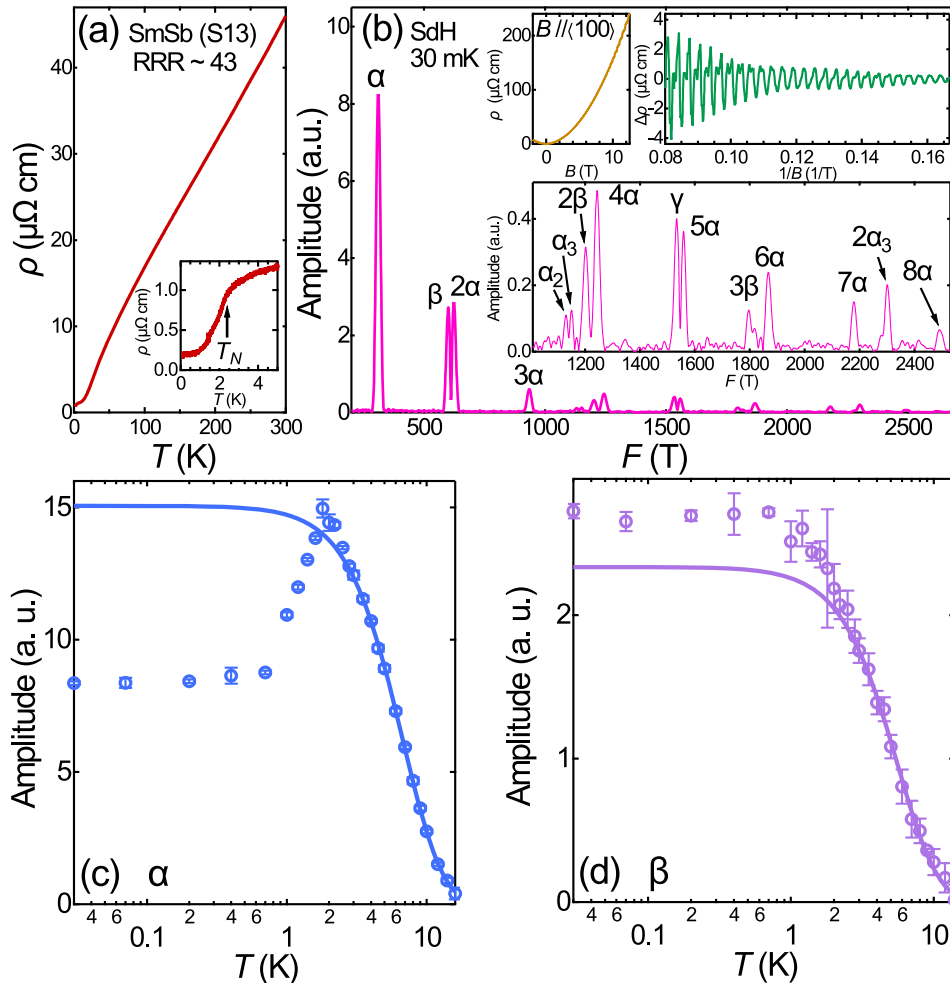 (a) SmSb (S13)
RRR ~ 43
40
30
20
10
0
ρ (μΩ cm)
0 100 200 300
T (K)
1.0
0.5
0.0
ρ (μΩ cm)
T_N
0 2 4
T (K)
(b) SdH
30 mK
10
8
6
4
2
0
Amplitude (a.u.)
α
β 2α
3α
500 1000 1500 2000 2500
F (T)
B //⟨100⟩
200
100
0
ρ (μΩ cm)
0 10
B (T)
4
2
0
-2
-4
Δρ (μΩ cm)
0.08 0.10 0.12 0.14 0.16
1/B (1/T)
0.4
0.2
0.0
Amplitude (a.u.)
α₂ α₃ 2β 4α γ 5α 3β 6α 7α 2α₃ 8α
1200 1400 1600 1800 2000 2200 2400
F (T)
15
10
5
0
Amplitude (a. u.)
(c) α
4 6 2 4 6 2 4 6
0.1 1 10
T (K)
2
1
0
Amplitude (a. u.)
(d) β
4 6 2 4 6 2 4 6
0.1 1 10
T (K)